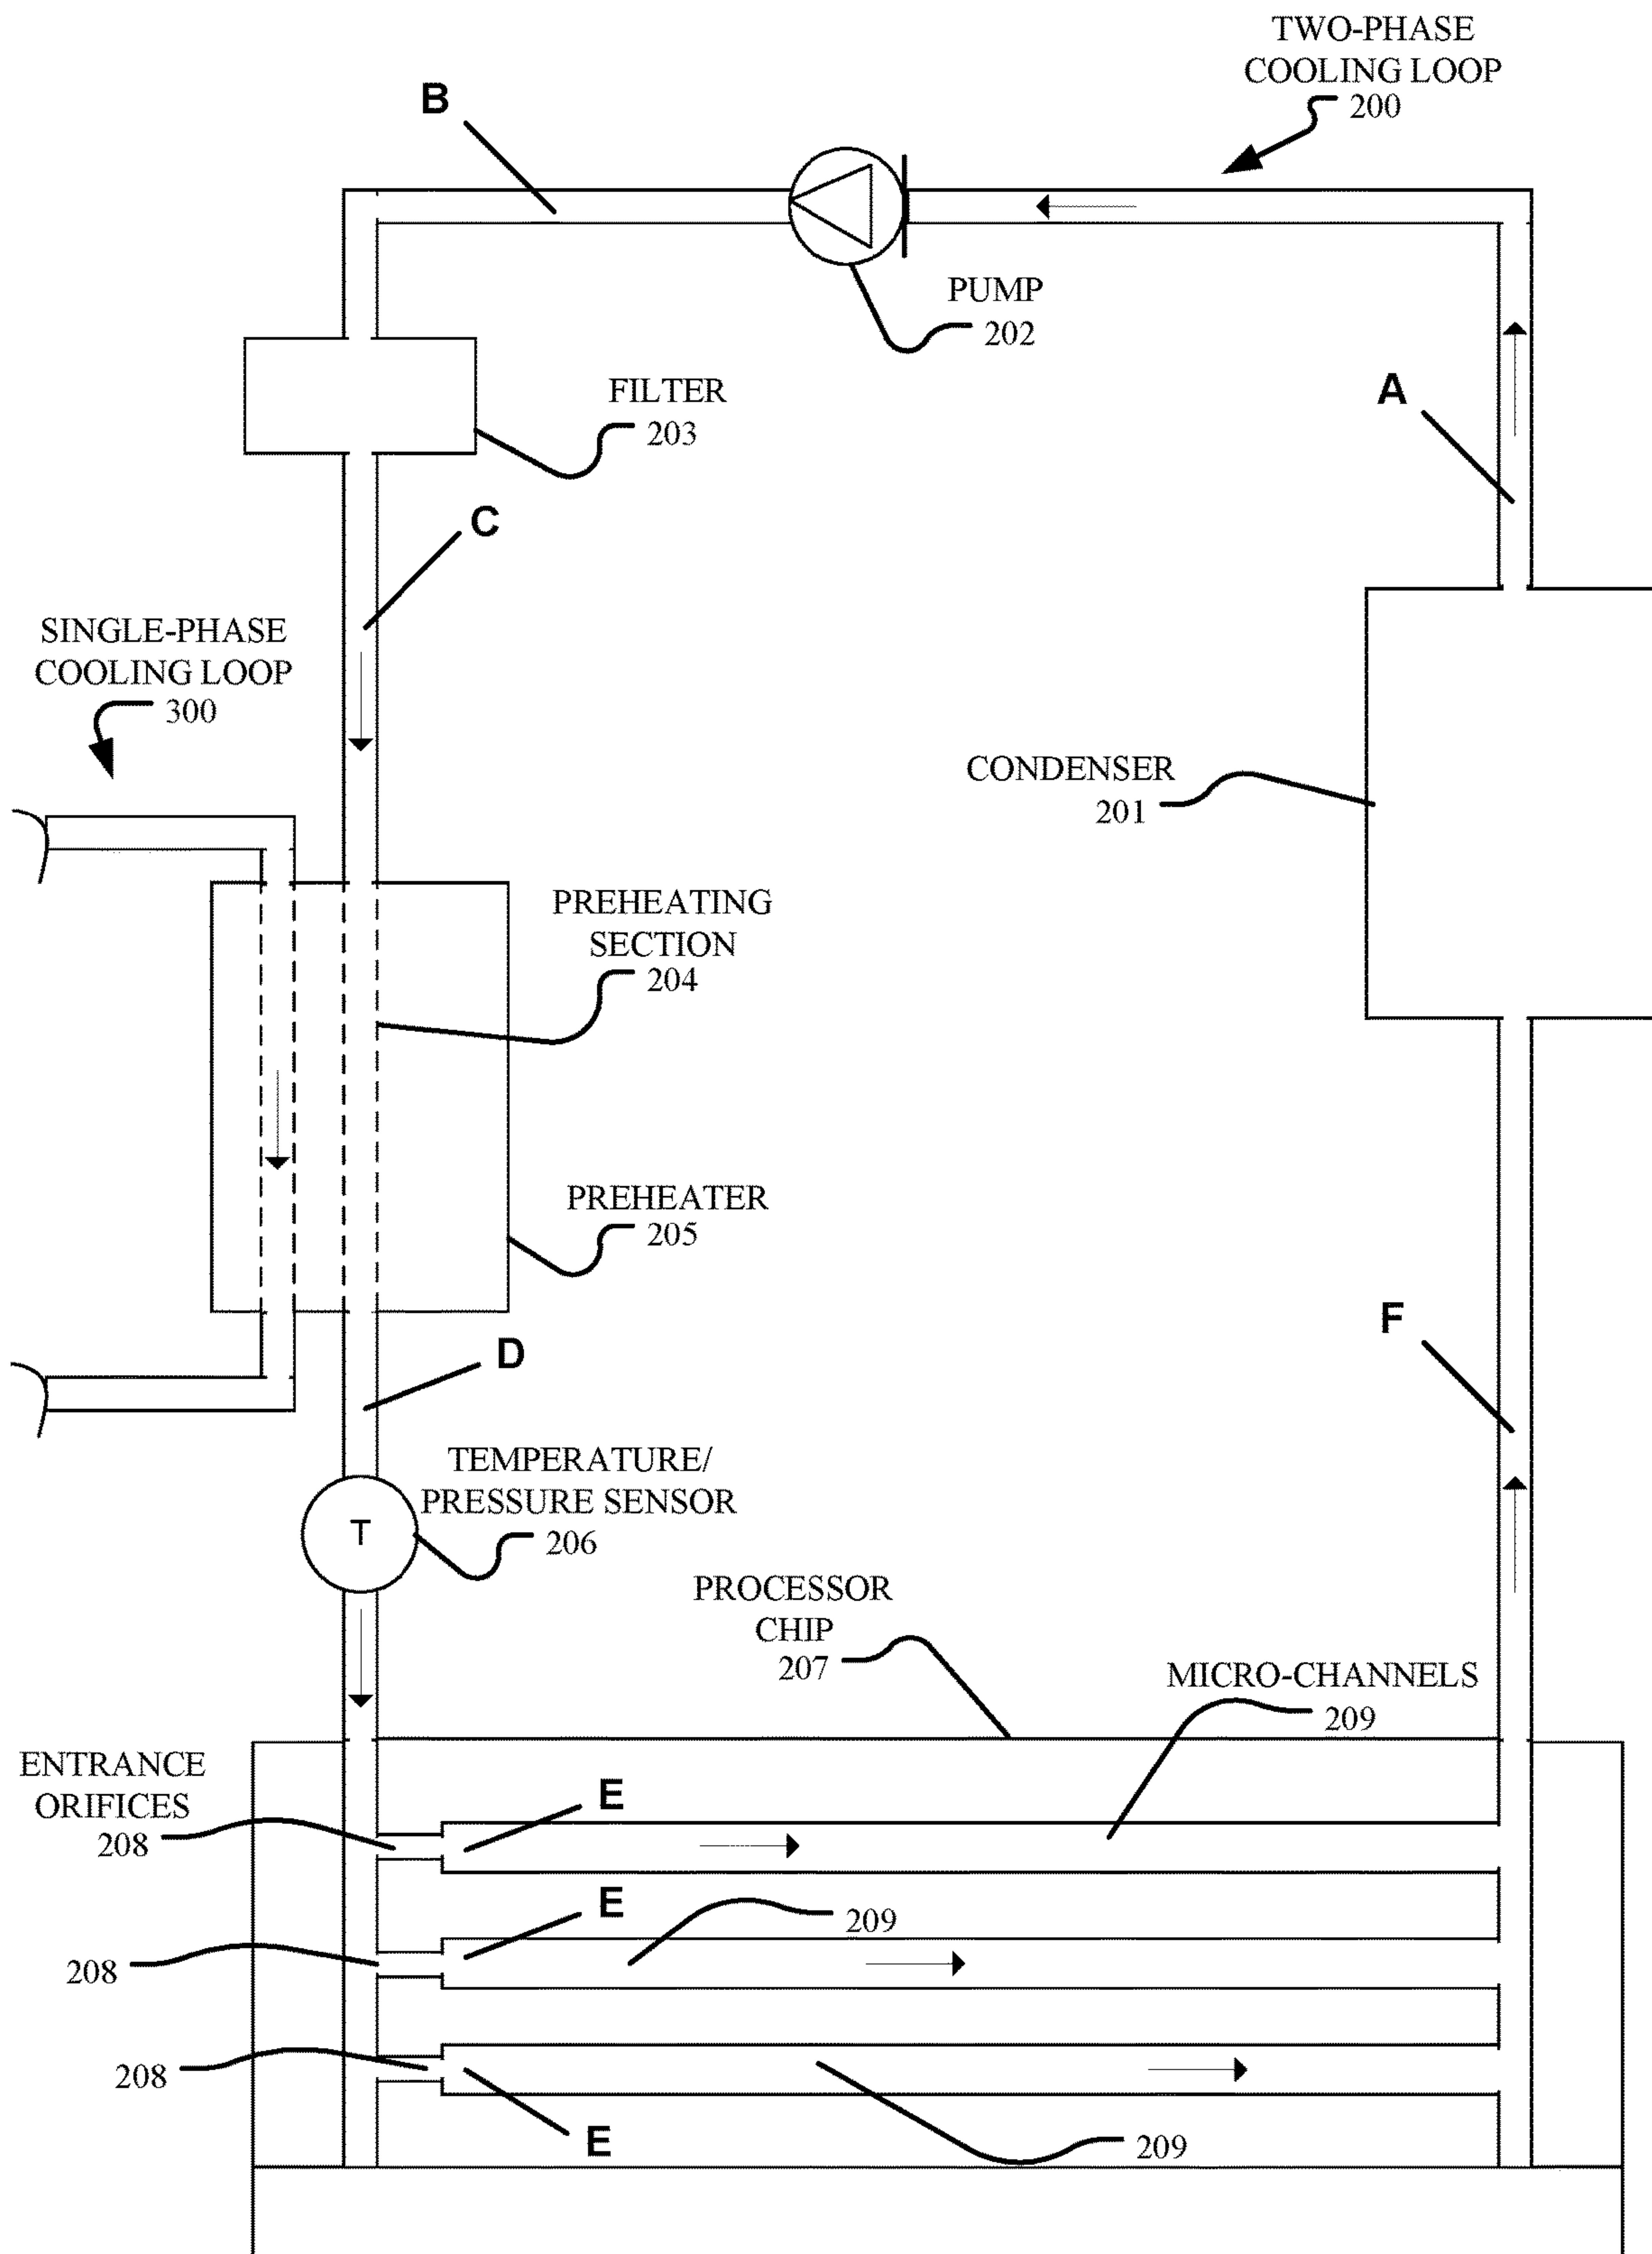 TWO-PHASE
COOLING LOOP
200
B
PUMP
202
FILTER
203
A
C
SINGLE-PHASE
COOLING LOOP
300
CONDENSER
201
PREHEATING
SECTION
204
PREHEATER
205
F
D
TEMPERATURE/
PRESSURE SENSOR
206
T
PROCESSOR
CHIP
207
MICRO-CHANNELS
209
ENTRANCE
ORIFICES
208
E
E
209
208
208
E
209